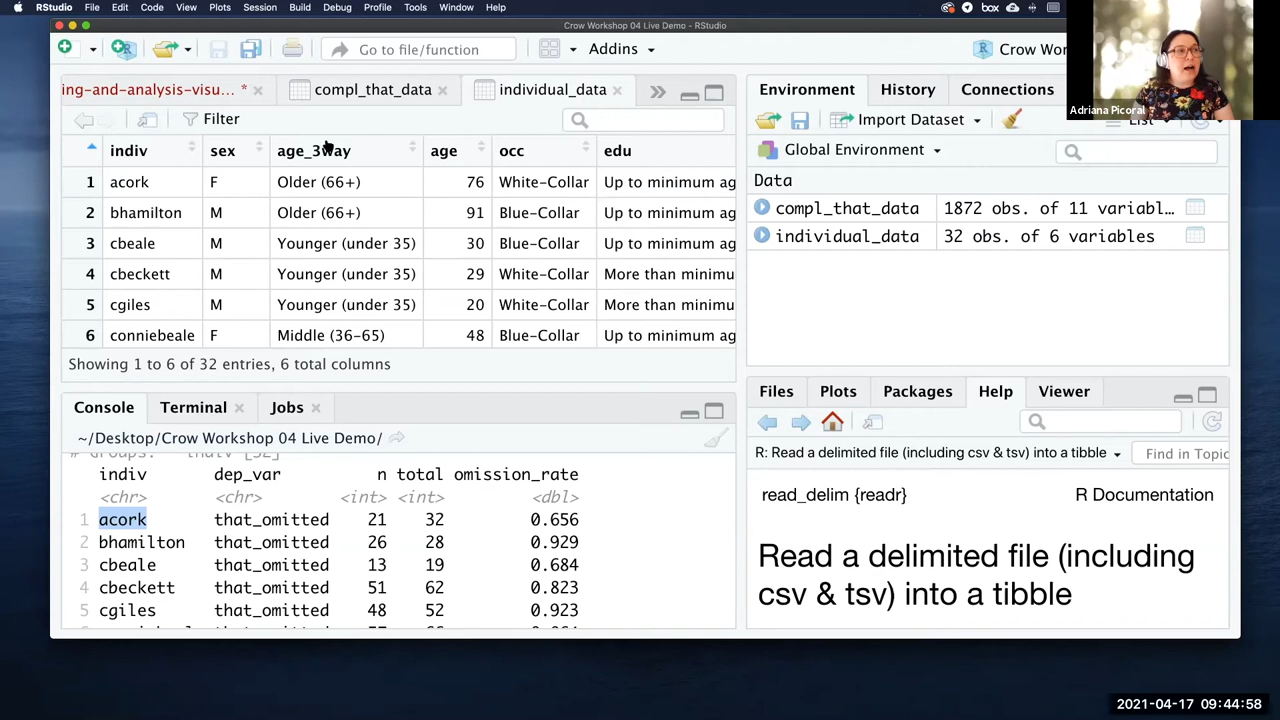 RStudio File Edit Code View Plots Session Build Debug Profile Tools Window Help box
Crow Workshop 04 Live Demo - RStudio
Go to file/function Addins Crow Wor
ing-and-analysis-visu... * compl_that_data individual_data
Filter
indiv sex age_3way age occ edu
1 acork F Older (66+) 76 White-Collar Up to minimum ag
2 bhamilton M Older (66+) 91 Blue-Collar Up to minimum ag
3 cbeale M Younger (under 35) 30 Blue-Collar Up to minimum ag
4 cbeckett M Younger (under 35) 29 White-Collar More than minimu
5 cgiles M Younger (under 35) 20 White-Collar More than minimu
6 conniebeale F Middle (36-65) 48 Blue-Collar Up to minimum ag
Showing 1 to 6 of 32 entries, 6 total columns
Console Terminal Jobs
~/Desktop/Crow Workshop 04 Live Demo/
# Groups: indiv [32]
indiv dep_var n total omission_rate
<chr> <chr> <int> <int> <dbl>
1 acork that_omitted 21 32 0.656
2 bhamilton that_omitted 26 28 0.929
3 cbeale that_omitted 13 19 0.684
4 cbeckett that_omitted 51 62 0.823
5 cgiles that_omitted 48 52 0.923
Environment History Connections
Import Dataset List
Global Environment
Data
compl_that_data 1872 obs. of 11 variabl...
individual_data 32 obs. of 6 variables
Files Plots Packages Help Viewer
R: Read a delimited file (including csv & tsv) into a tibble Find in Topic
read_delim {readr} R Documentation
Read a delimited file (including
csv & tsv) into a tibble
Adriana Picoral
2021-04-17 09:44:58